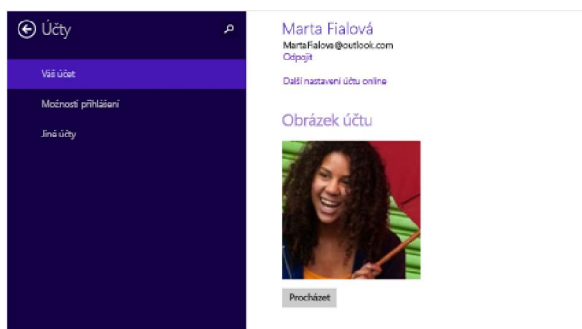 Účty
Váš účet
Možnosti přihlášení
Jiné účty
Marta Fialová
MartaFialova@outlook.com
Odpojit
Další nastavení účtu online
Obrázek účtu
Procházet